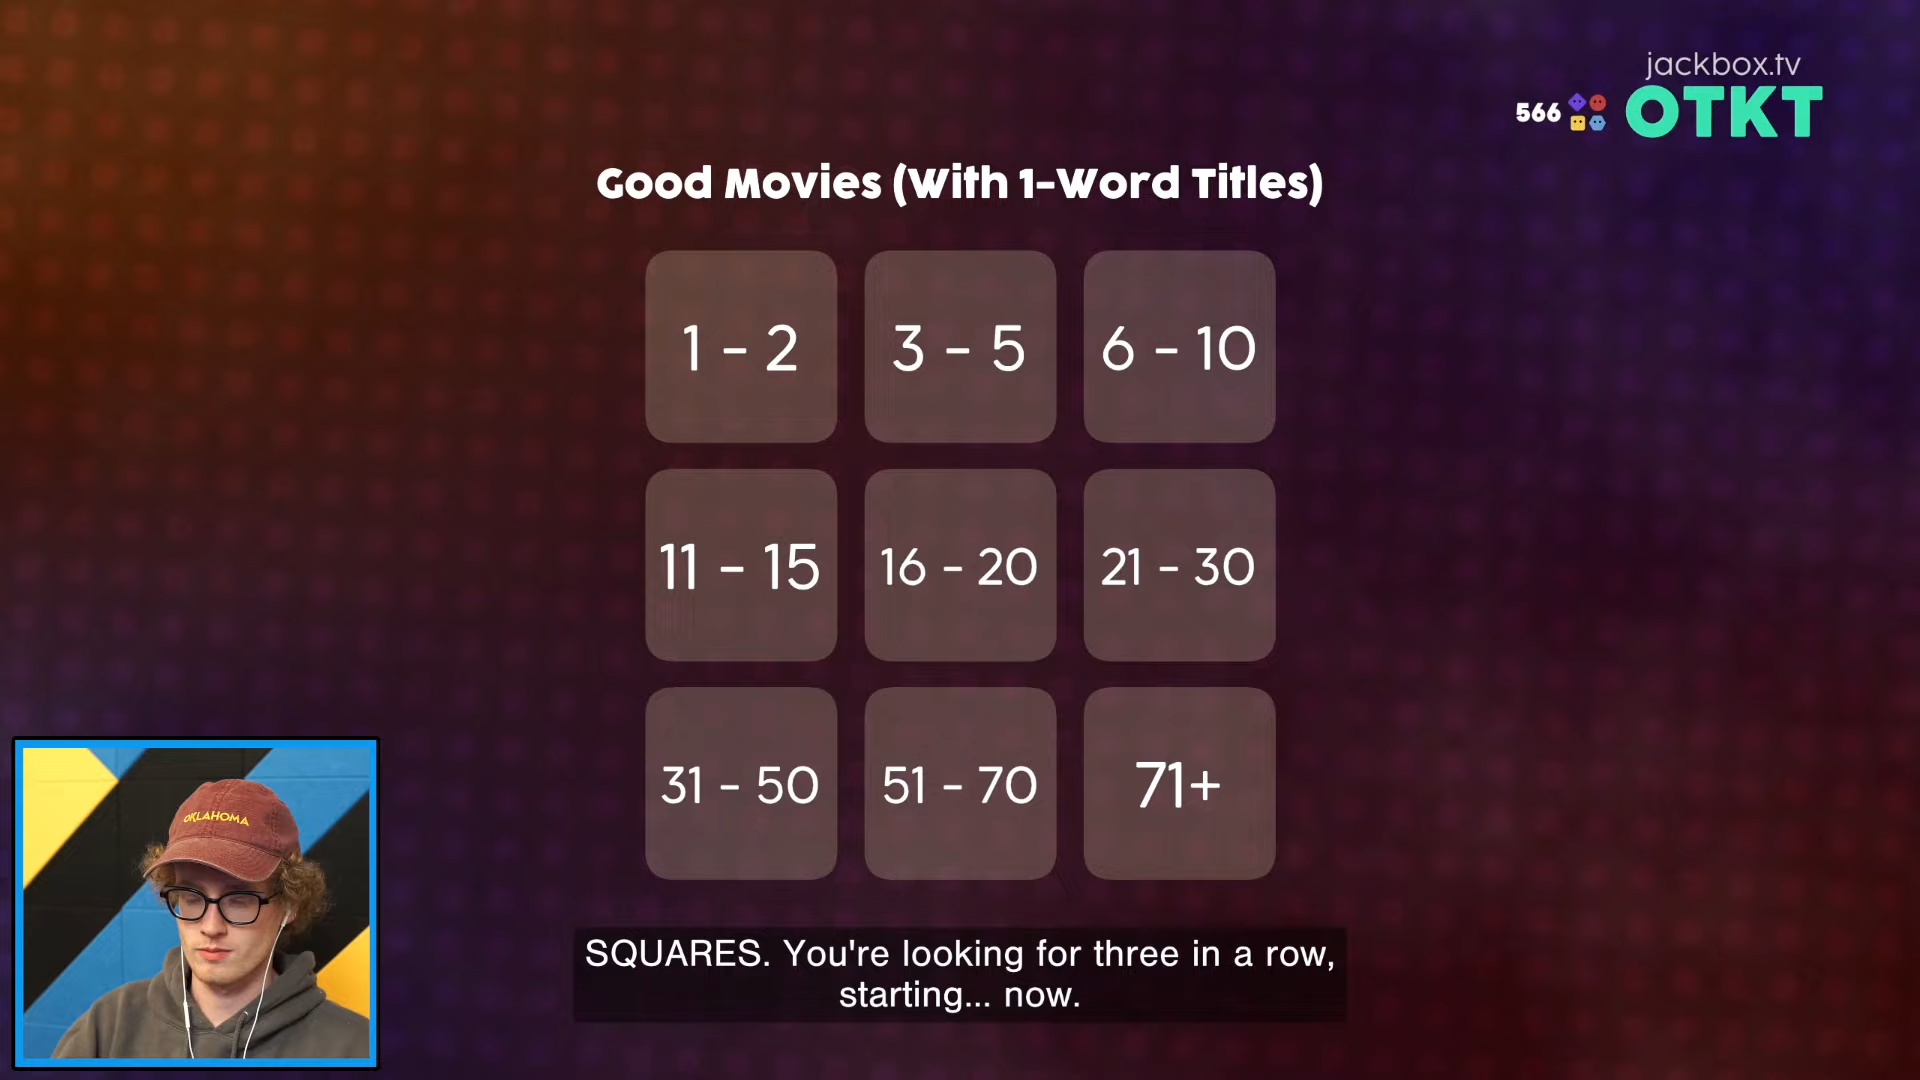 jackbox.tv
566 OTKT
Good Movies (With 1-Word Titles)
1 - 2
3 - 5
6 - 10
11 - 15
16 - 20
21 - 30
31 - 50
51 - 70
71+
OKLAHOMA
SQUARES. You're looking for three in a row,
starting... now.